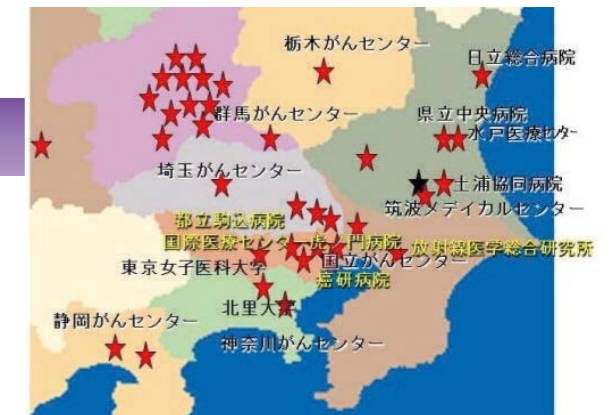 栃木がんセンター
日立総合病院
群馬がんセンター
県立中央病院
水戸医療センター
埼玉がんセンター
土浦協同病院
筑波メディカルセンター
都立駒込病院
国際医療センター
虎ノ門病院
放射線医学総合研究所
東京女子医科大学
国立がんセンター
癌研病院
北里大学
静岡がんセンター
神奈川がんセンター